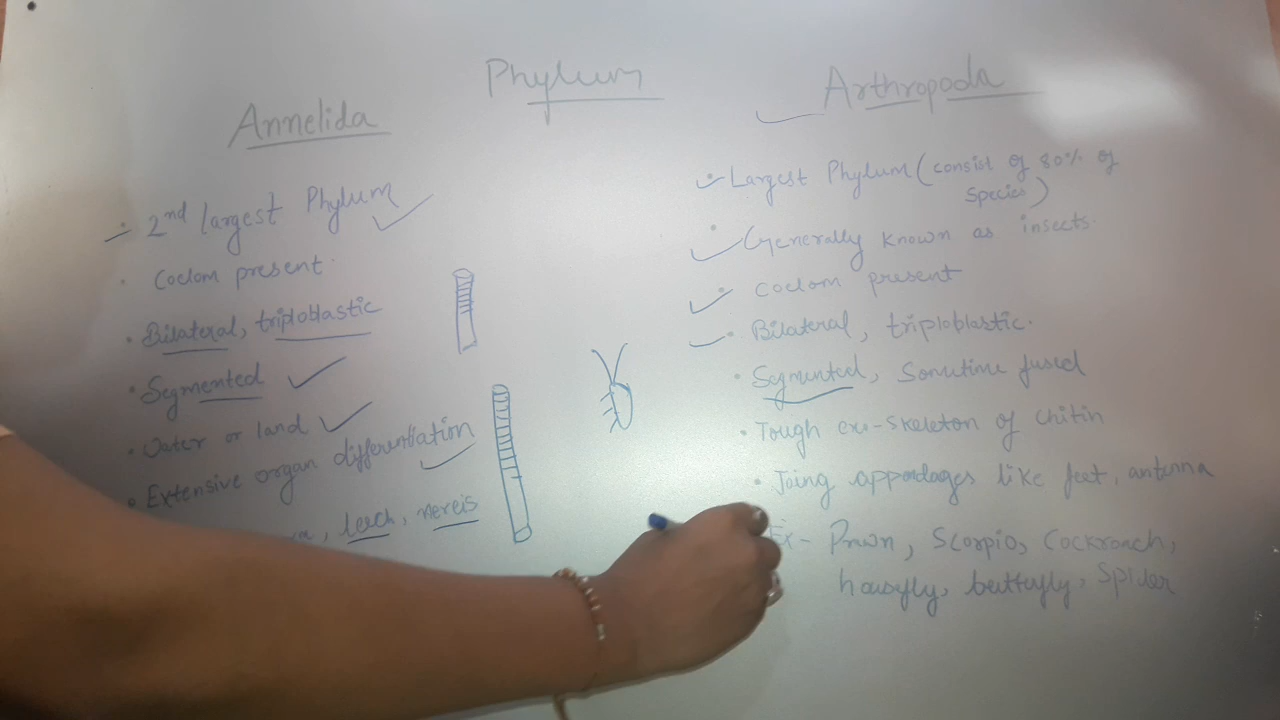 Phylum
Annelida
2nd largest Phylum
Coelom present
Bilateral, triploblastic
Segmented
Water or land
Extensive organ differentiation
, leech, nereis
Arthropoda
Largest Phylum (consist of 80% of
Species)
Generally known as insects
Coelom present
Bilateral, triploblastic.
Segmented, Sometime fused
Tough exo-skeleton of chitin
Joing appendages like feet, antenna
Ex- Prawn, Scorpio, Cockroach,
housefly, butterfly, Spider